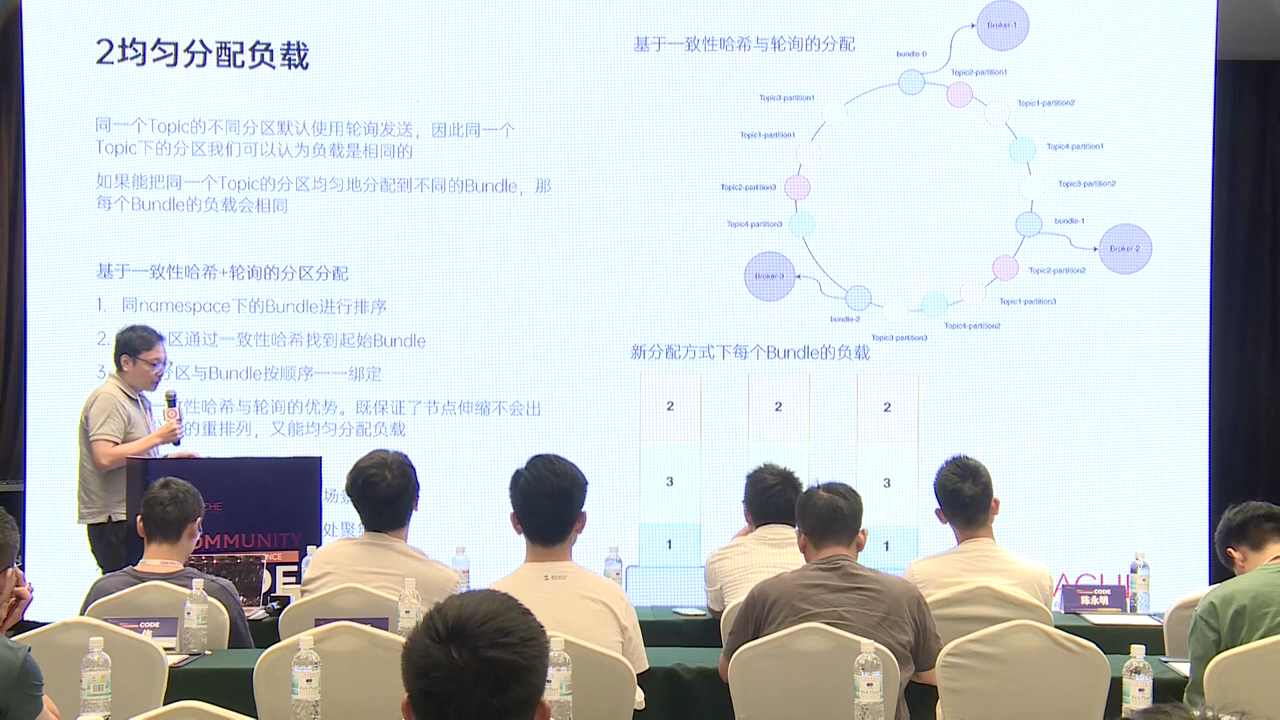 2均匀分配负载
同一个Topic的不同分区默认使用轮询发送，因此同一个
Topic下的分区我们可以认为负载是相同的
如果能把同一个Topic的分区均匀地分配到不同的Bundle，那
每个Bundle的负载会相同
基于一致性哈希+轮询的分区分配
1. 同namespace下的Bundle进行排序
2. 区通过一致性哈希找到起始Bundle
3 分区与Bundle按顺序一一绑定
一致性哈希与轮询的优势。既保证了节点伸缩不会出
的重排列，又能均匀分配负载
场景
处聚
基于一致性哈希与轮询的分配
Broker-1
bundle-0
Topic2-partition1
Topic3-partition1
Topic1-partition2
Topic1-partition1
Topic4-partition1
Topic2-partition3
Topic3-partition2
Topic4-partition3
bundle-1
Broker-2
Broker-3
Topic2-partition2
Topic1-partition3
bundle-2
Topic4-partition2
Topic3-partition3
新分配方式下每个Bundle的负载
2 2 2
3 3
1 1
ACHE
OMMUNITY
DE
ACHE
CODE
陈永明
CODE